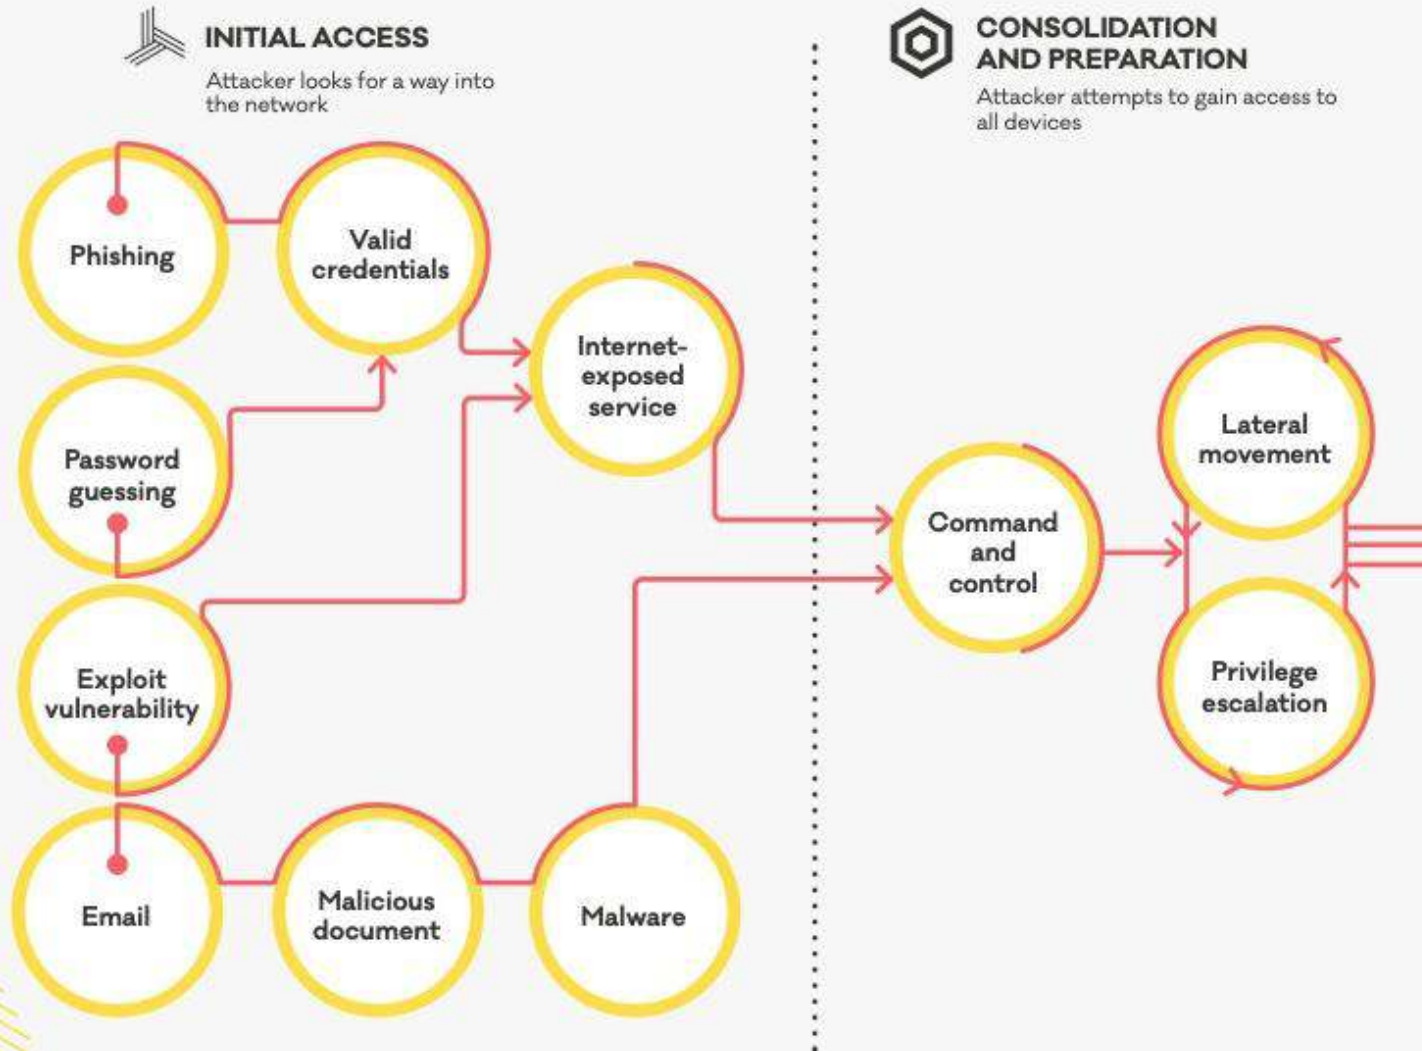 INITIAL ACCESS
Attacker looks for a way into
the network
CONSOLIDATION
AND PREPARATION
Attacker attempts to gain access to
all devices
Phishing
Valid
credentials
Internet-
exposed
service
Password
guessing
Exploit
vulnerability
Email
Malicious
document
Malware
Command
and
control
Lateral
movement
Privilege
escalation